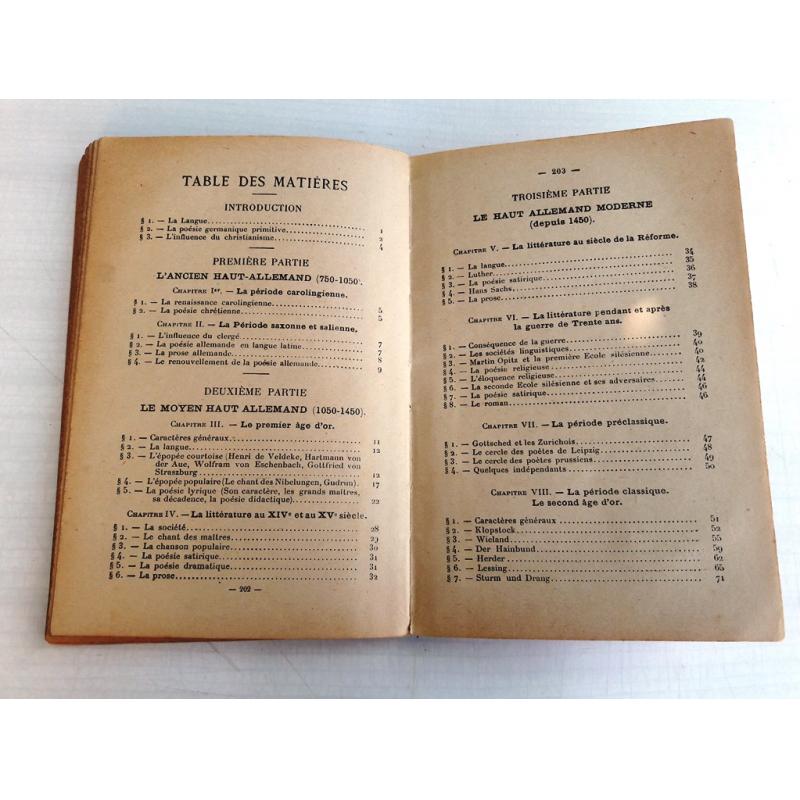 TABLE DES MATIÈRES
INTRODUCTION
§ 1. — La Langue 1
§ 2. — La poésie germanique primitive 2
§ 3. — L'influence du christianisme 4
PREMIÈRE PARTIE
L'ANCIEN HAUT-ALLEMAND (750-1050).
CHAPITRE Ier. — La période carolingienne.
§ 1. — La renaissance carolingienne 5
§ 2. — La poésie chrétienne 5
CHAPITRE II. — La Période saxonne et salienne.
§ 1. — L'influence du clergé 7
§ 2. — La poésie allemande en langue latine 7
§ 3. — La prose allemande 8
§ 4. — Le renouvellement de la poésie allemande 9
DEUXIÈME PARTIE
LE MOYEN HAUT ALLEMAND (1050-1450).
CHAPITRE III. — Le premier âge d'or.
§ 1. — Caractères généraux 11
§ 2. — La langue 12
§ 3. — L'épopée courtoise (Henri de Veldeke, Hartmann von
der Aue, Wolfram von Eschenbach, Gottfried von
Strasburg) 12
§ 4. — L'épopée populaire (Le chant des Nibelungen, Gudrun) 17
§ 5. — La poésie lyrique (Son caractère, les grands maîtres,
sa décadence, la poésie didactique) 22
CHAPITRE IV. — La littérature au XIVe et au XVe siècle.
§ 1. — La société 28
§ 2. — Le chant des maîtres 29
§ 3. — La chanson populaire 30
§ 4. — La poésie satirique 31
§ 5. — La poésie dramatique 31
§ 6. — La prose 32
— 202 —
— 203 —
TROISIÈME PARTIE
LE HAUT ALLEMAND MODERNE
(depuis 1450).
CHAPITRE V. — La littérature au siècle de la Réforme.
§ 1. — La langue 34
§ 2. — Luther 35
§ 3. — La poésie satirique 36
§ 4. — Hans Sachs 37
§ 5. — La prose 38
CHAPITRE VI. — La littérature pendant et après
la guerre de Trente ans.
§ 1. — Conséquence de la guerre 39
§ 2. — Les sociétés linguistiques 40
§ 3. — Martin Opitz et la première Ecole silésienne 40
§ 4. — La poésie religieuse 42
§ 5. — L'éloquence religieuse 44
§ 6. — La seconde Ecole silésienne et ses adversaires 44
§ 7. — La poésie satirique 46
§ 8. — Le roman 46
CHAPITRE VII. — La période préclassique.
§ 1. — Gottsched et les Zurichois 47
§ 2. — Le cercle des poètes de Leipzig 48
§ 3. — Le cercle des poètes prussiens 49
§ 4. — Quelques indépendants 50
CHAPITRE VIII. — La période classique.
Le second âge d'or.
§ 1. — Caractères généraux 51
§ 2. — Klopstock 52
§ 3. — Wieland 55
§ 4. — Der Hainbund 59
§ 5. — Herder 62
§ 6. — Lessing 65
§ 7. — Sturm und Drang 71